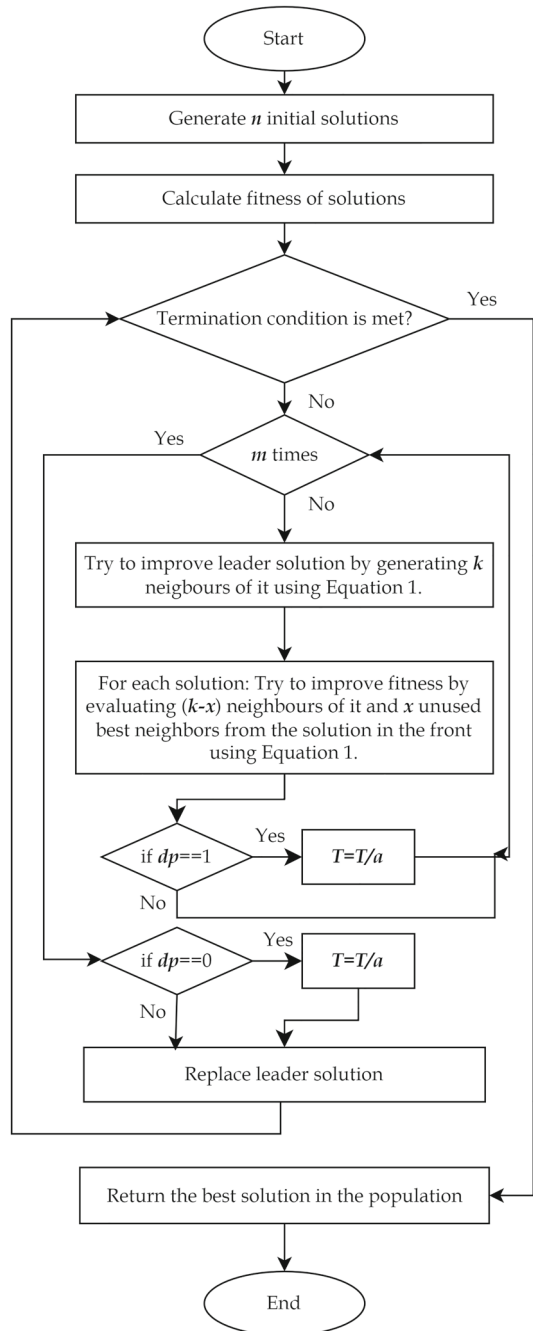 Start
Generate n initial solutions
Calculate fitness of solutions
Termination condition is met?
Yes
No
Yes
m times
No
Try to improve leader solution by generating k
neigbours of it using Equation 1.
For each solution: Try to improve fitness by
evaluating (k-x) neighbours of it and x unused
best neighbors from the solution in the front
using Equation 1.
if dp==1
Yes
T=T/a
No
if dp==0
Yes
T=T/a
No
Replace leader solution
Return the best solution in the population
End